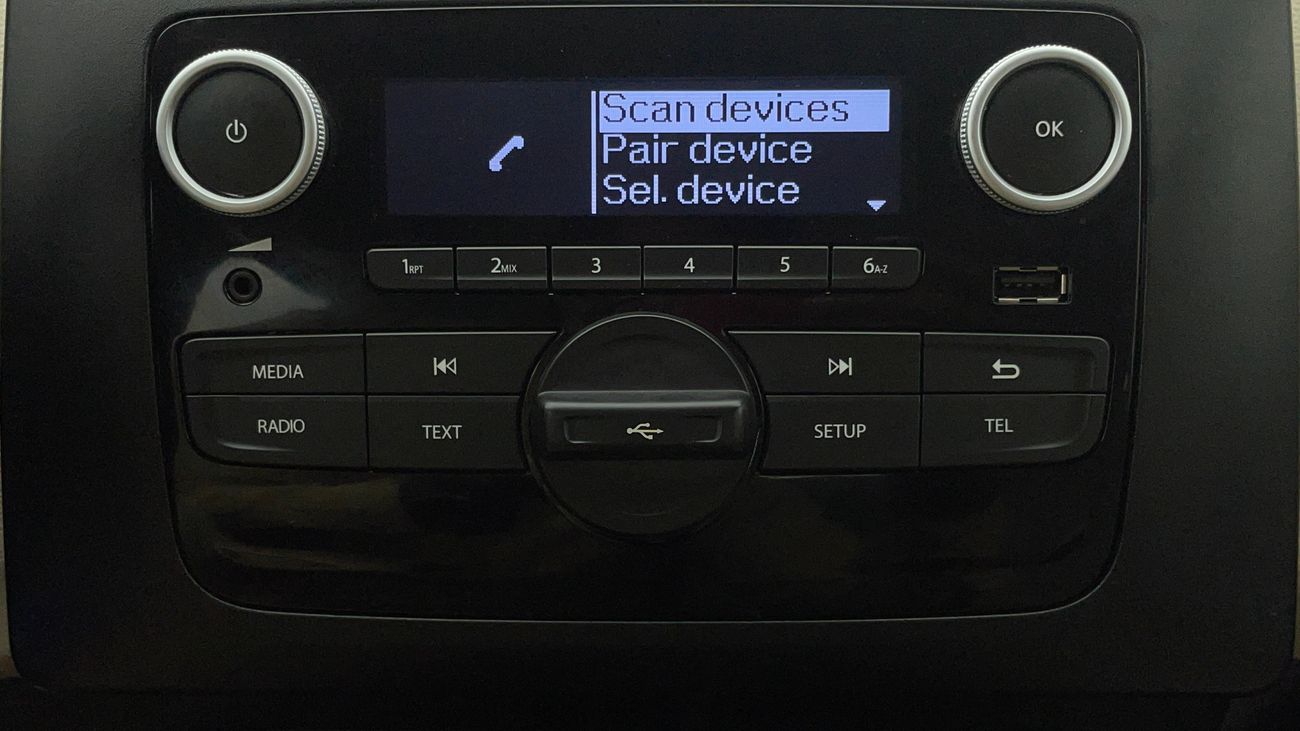 Scan devices
Pair device
Sel. device
OK
1RPT 2MIX 3 4 5 6A-Z
MEDIA
RADIO TEXT SETUP TEL